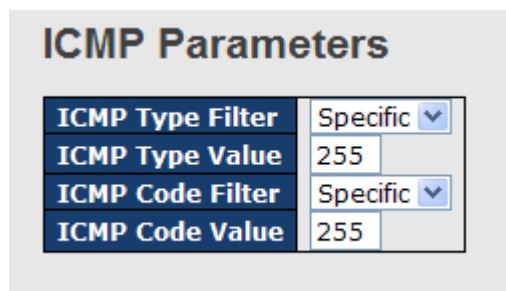 ICMP Parameters
ICMP Type Filter Specific
ICMP Type Value 255
ICMP Code Filter Specific
ICMP Code Value 255